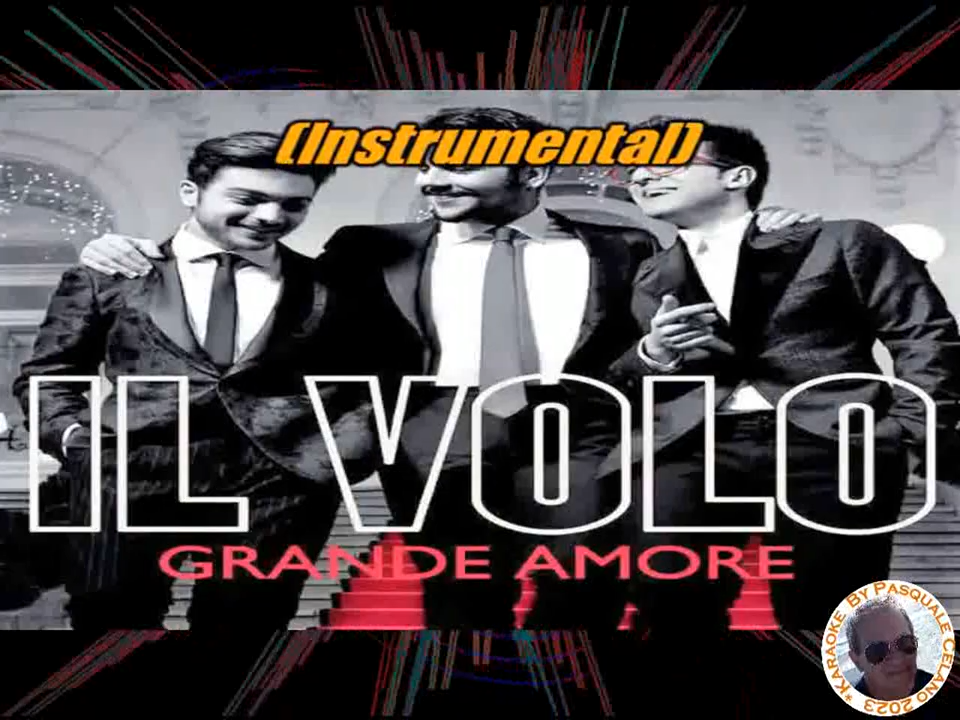 (Instrumental)
IL VOLO
GRANDE AMORE
*KARAOKE By PASQUALE CELANO 2023